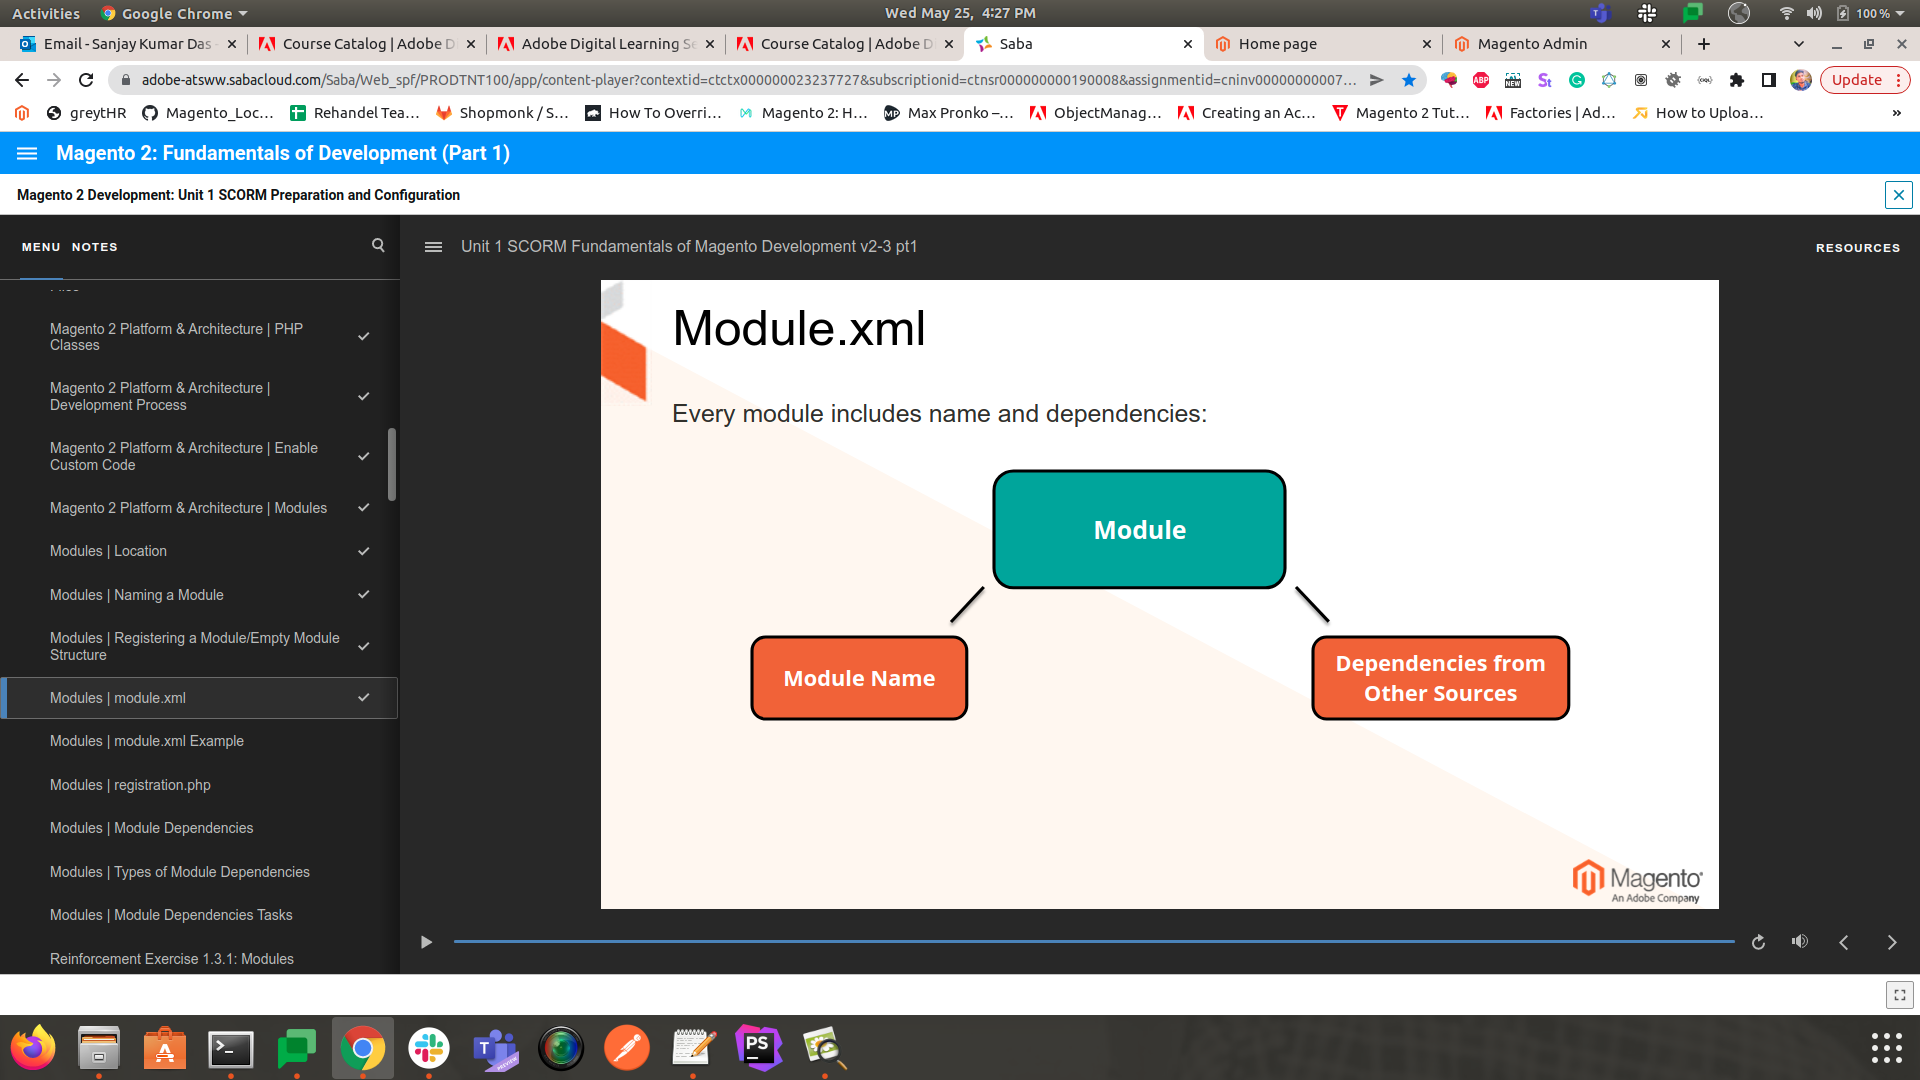 Activities
Google Chrome
Wed May 25, 4:27 PM
100 %
Email - Sanjay Kumar Das
Course Catalog | Adobe D
Adobe Digital Learning Se
Course Catalog | Adobe D
Saba
Home page
Magento Admin
adobe-atsww.sabacloud.com/Saba/Web_spf/PRODTNT100/app/content-player?contextid=ctctx000000023237727&subscriptionid=ctnsr000000000190008&assignmentid=cninv00000000007...
ABP
NEW
Update
greytHR
Magento_Loc...
Rehandel Tea...
Shopmonk / S...
How To Overri...
Magento 2: H...
Max Pronko –...
ObjectManag...
Creating an Ac...
Magento 2 Tut...
Factories | Ad...
How to Uploa...
»
Magento 2: Fundamentals of Development (Part 1)
Magento 2 Development: Unit 1 SCORM Preparation and Configuration
MENU
NOTES
Unit 1 SCORM Fundamentals of Magento Development v2-3 pt1
RESOURCES
Magento 2 Platform & Architecture | PHP
Classes
Magento 2 Platform & Architecture |
Development Process
Magento 2 Platform & Architecture | Enable
Custom Code
Magento 2 Platform & Architecture | Modules
Modules | Location
Modules | Naming a Module
Modules | Registering a Module/Empty Module
Structure
Modules | module.xml
Modules | module.xml Example
Modules | registration.php
Modules | Module Dependencies
Modules | Types of Module Dependencies
Modules | Module Dependencies Tasks
Reinforcement Exercise 1.3.1: Modules
Module.xml
Every module includes name and dependencies:
Module
Module Name
Dependencies from
Other Sources
Magento
An Adobe Company
PS